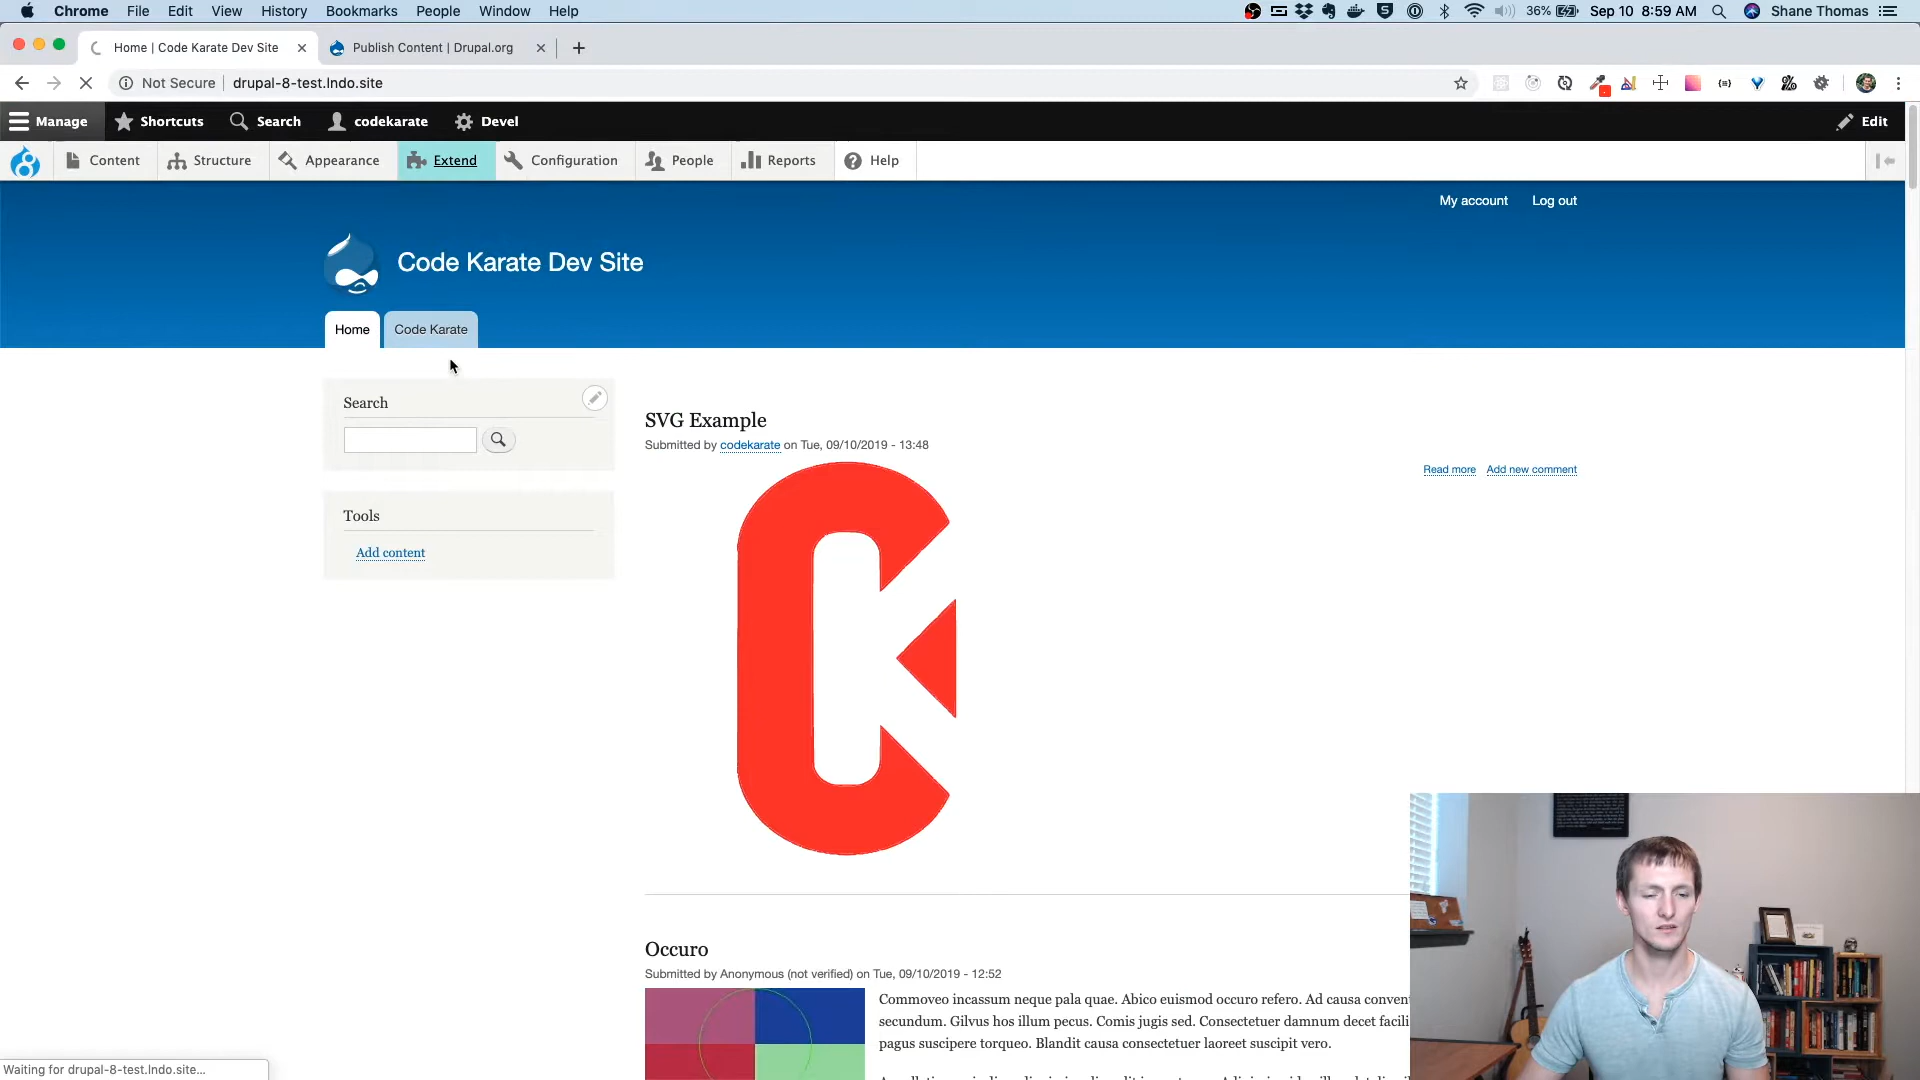 Chrome File Edit View History Bookmarks People Window Help 36% Sep 10 8:59 AM Shane Thomas
Home | Code Karate Dev Site Publish Content | Drupal.org
Not Secure drupal-8-test.lndo.site
Manage Shortcuts Search codekarate Devel Edit
Content Structure Appearance Extend Configuration People Reports Help
My account Log out
Code Karate Dev Site
Home Code Karate
Search
SVG Example
Submitted by codekarate on Tue, 09/10/2019 - 13:48
Read more Add new comment
Tools
Add content
Occuro
Submitted by Anonymous (not verified) on Tue, 09/10/2019 - 12:52
Commoveo incassum neque pala quae. Abico euismod occuro refero. Ad causa conven
secundum. Gilvus hos illum pecus. Comis jugis sed. Consectetuer damnum decet facili
pagus suscipere torqueo. Blandit causa consectetuer laoreet suscipit vero.
Waiting for drupal-8-test.lndo.site...